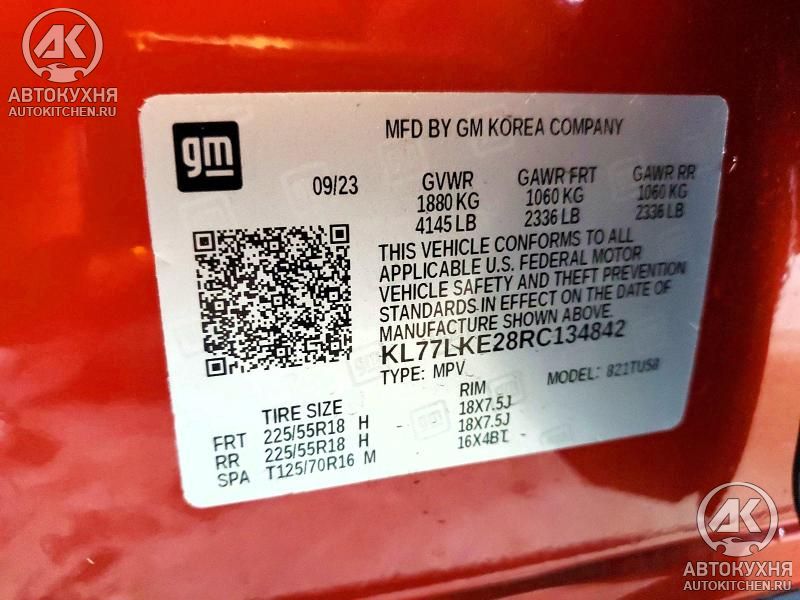 АК
АВТОКУХНЯ
AUTOKITCHEN.RU
gm
MFD BY GM KOREA COMPANY
09/23 GVWR GAWR FRT GAWR RR
1880 KG 1060 KG 1060 KG
4145 LB 2336 LB 2336 LB
THIS VEHICLE CONFORMS TO ALL
APPLICABLE U.S. FEDERAL MOTOR
VEHICLE SAFETY AND THEFT PREVENTION
STANDARDS IN EFFECT ON THE DATE OF
MANUFACTURE SHOWN ABOVE.
KL77LKE28RC134842
TYPE: MPV MODEL: 821TU58
TIRE SIZE RIM
FRT 225/55R18 H 18X7.5J
RR 225/55R18 H 18X7.5J
SPA T125/70R16 M 16X4BT
АК
АВТОКУХНЯ
AUTOKITCHEN.RU